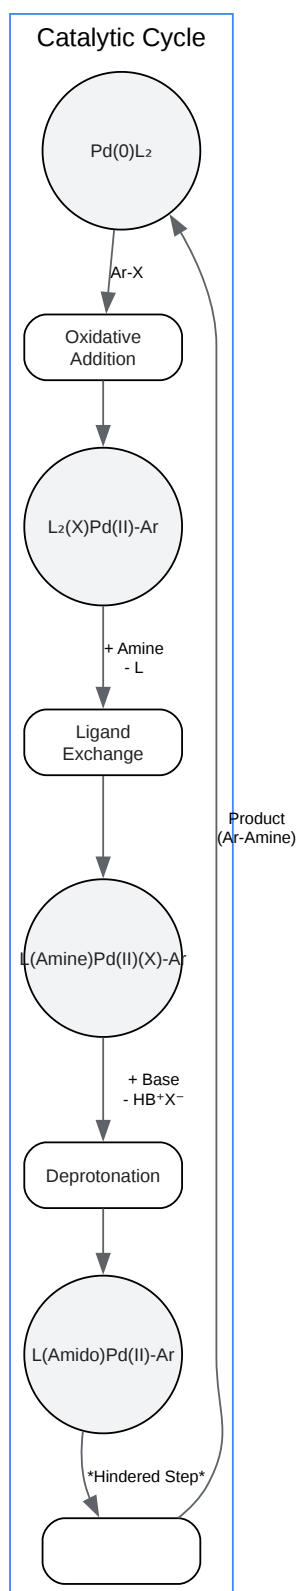 Catalytic Cycle
Pd(0)L₂
Ar-X
Oxidative
Addition
L₂(X)Pd(II)-Ar
+ Amine
- L
Ligand
Exchange
Product
(Ar-Amine)
L(Amine)Pd(II)(X)-Ar
+ Base
- HB⁺X⁻
Deprotonation
L(Amido)Pd(II)-Ar
*Hindered Step*